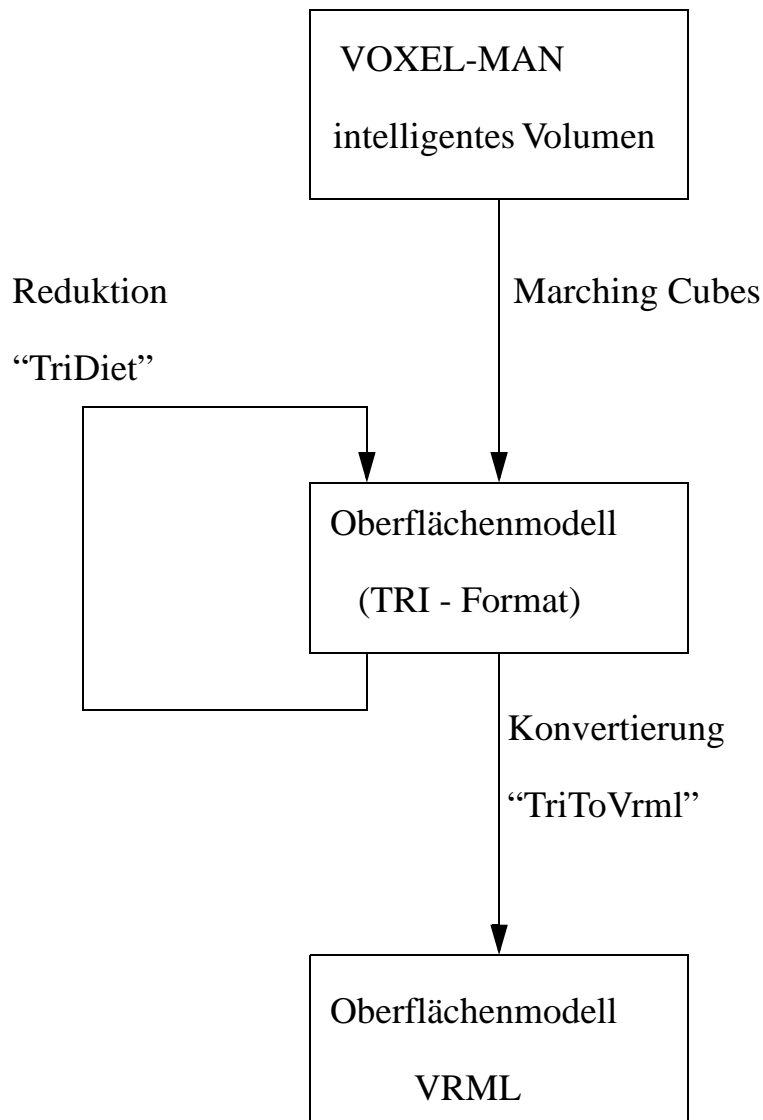 VOXEL-MAN
intelligentes Volumen
Reduktion
“TriDiet”
Marching Cubes
Oberflächenmodell
(TRI - Format)
Konvertierung
“TriToVrml”
Oberflächenmodell
VRML